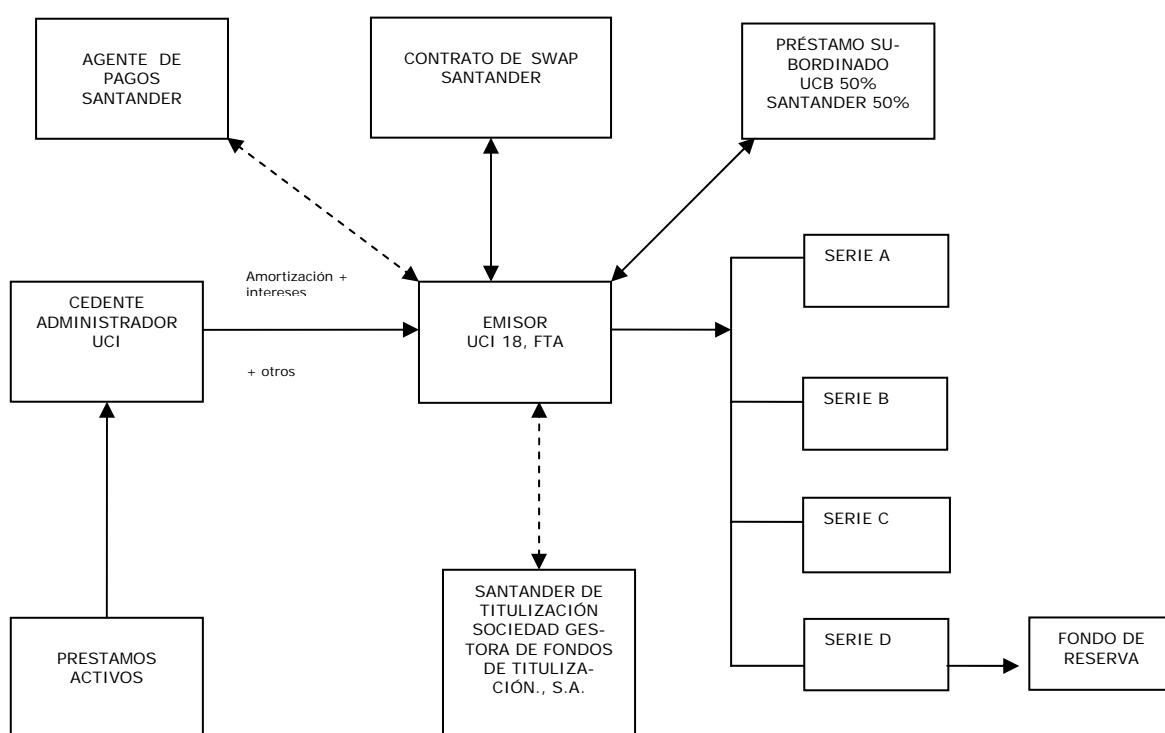 AGENTE DE
PAGOS
SANTANDER
CONTRATO DE SWAP
SANTANDER
PRÉSTAMO SU-
BORDINADO
UCB 50%
SANTANDER 50%
SERIE A
Amortización +
intereses
CEDENTE
ADMINISTRADOR
UCI
EMISOR
UCI 18, FTA
+ otros
SERIE B
SERIE C
SANTANDER DE
TITULIZACIÓN
SOCIEDAD GES-
TORA DE FONDOS
DE TITULIZA-
CIÓN., S.A.
PRESTAMOS
ACTIVOS
SERIE D
FONDO DE
RESERVA